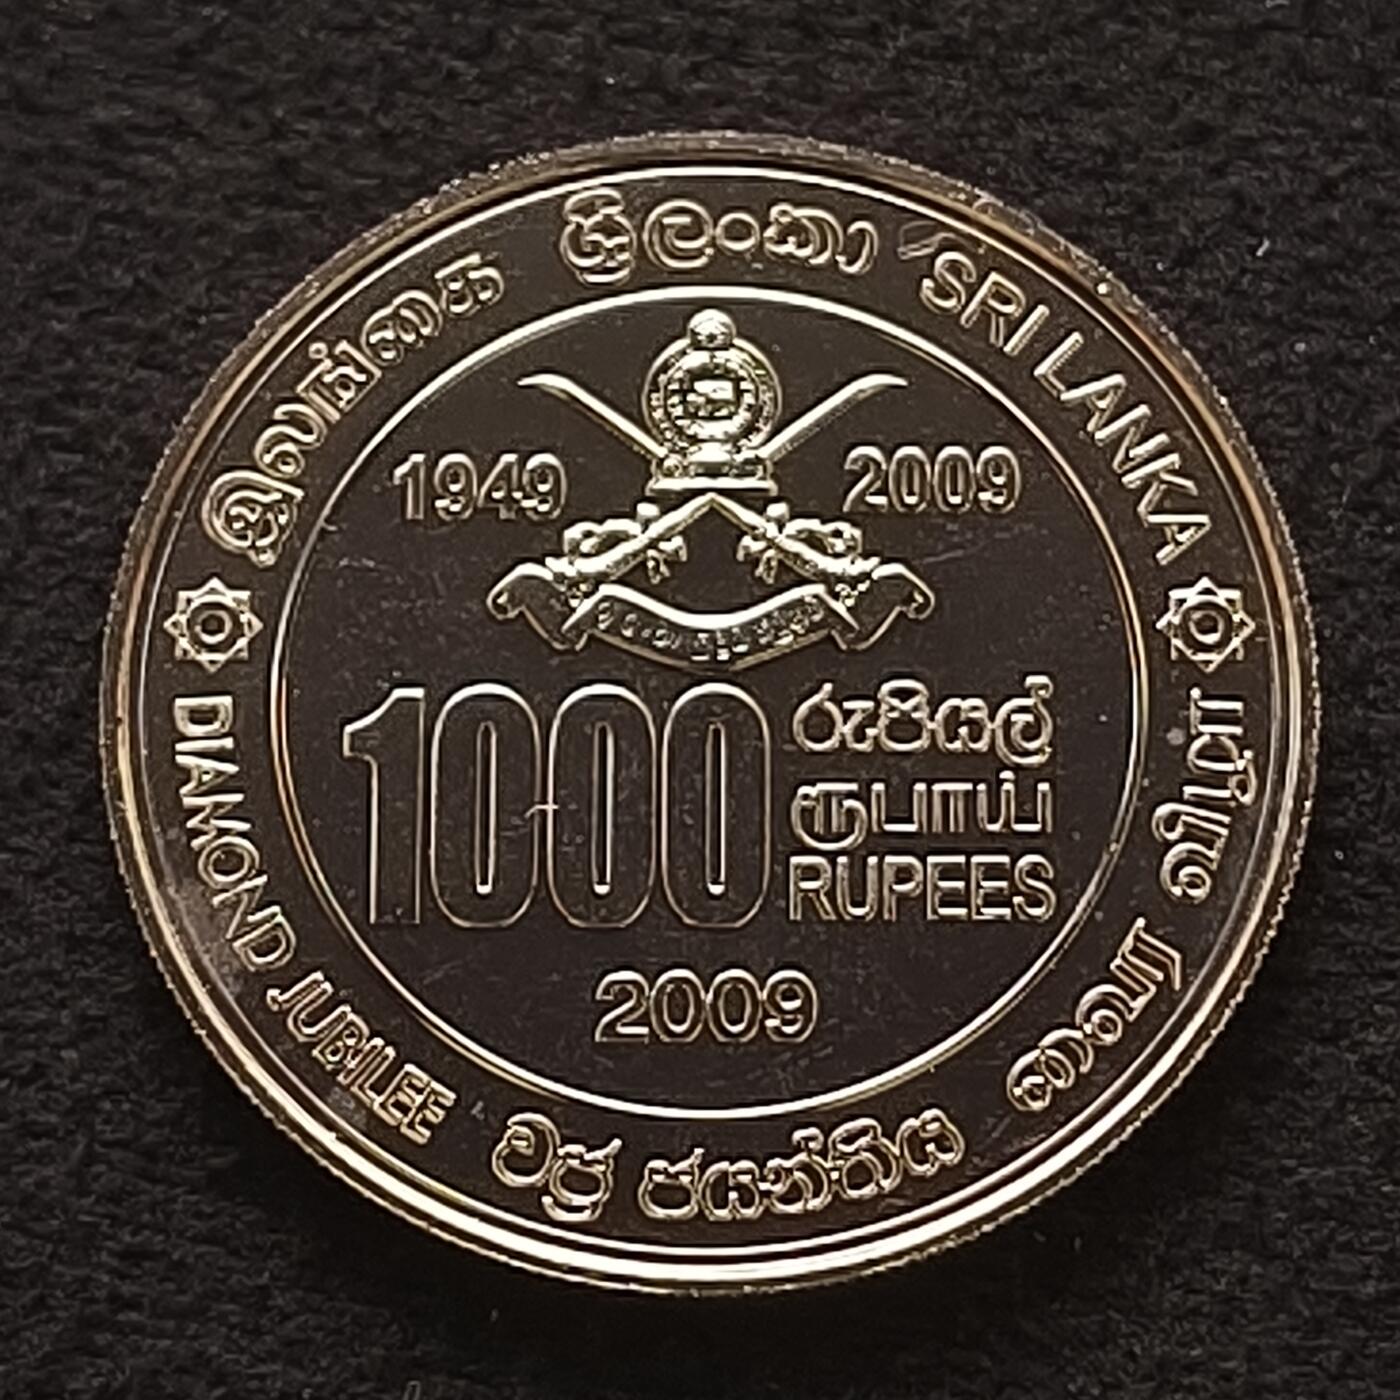 இலங்கை
ශ්‍රී ලංකා
SRI LANKA
1949
2009
1000
රුපියල්
ரூபாய்
RUPEES
2009
DIAMOND JUBILEE
වජ්‍ර ජයන්තිය
வைர விழா